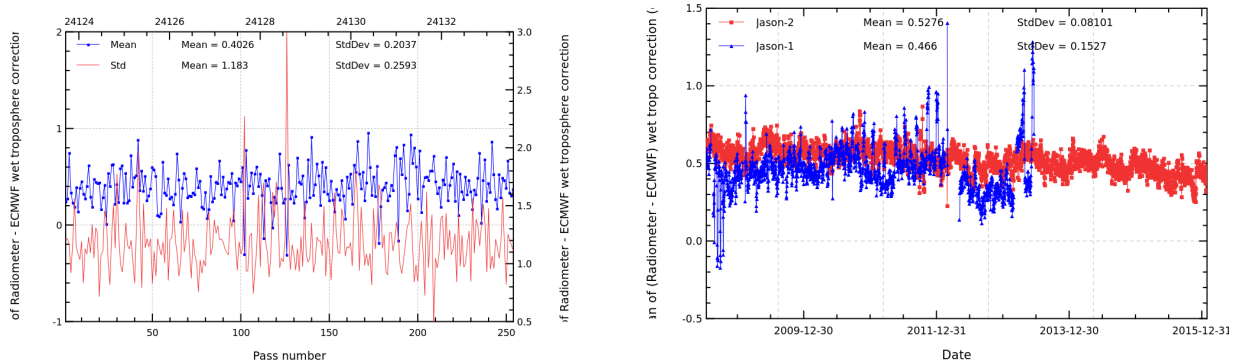 24124 24126 24128 24130 24132
Mean Mean = 0.4026 StdDev = 0.2037
Std Mean = 1.183 StdDev = 0.2593
2
1
0
-1
3.0
2.5
2.0
1.5
1.0
0.5
50 100 150 200 250
Pass number
of Radiometer - ECMWF wet troposphere correction
of Radiometer - ECMWF wet troposphere correction
Jason-2 Mean = 0.5276 StdDev = 0.08101
Jason-1 Mean = 0.466 StdDev = 0.1527
1.5
1.0
0.5
0.0
-0.5
2009-12-30 2011-12-31 2013-12-30 2015-12-31
Date
an of (Radiometer - ECMWF) wet tropo correction (